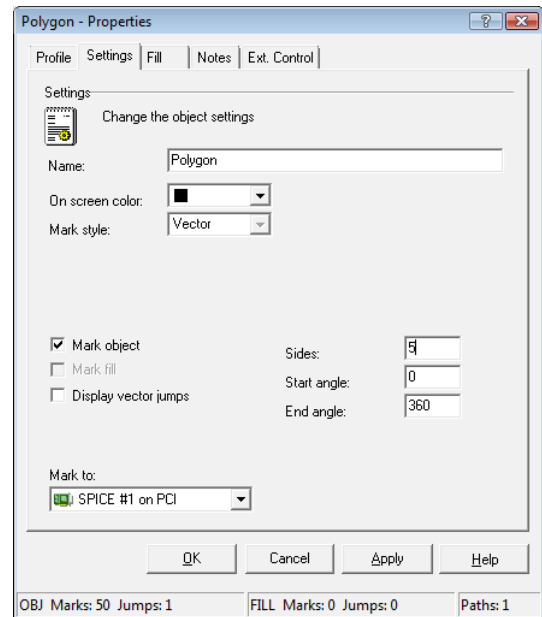 Polygon - Properties
Profile Settings Fill Notes Ext. Control
Settings
Change the object settings
Name: Polygon
On screen color:
Mark style: Vector
Mark object
Mark fill
Display vector jumps
Sides: 5
Start angle: 0
End angle: 360
Mark to:
SPICE #1 on PCI
OK Cancel Apply Help
OBJ Marks: 50 Jumps: 1 FILL Marks: 0 Jumps: 0 Paths: 1